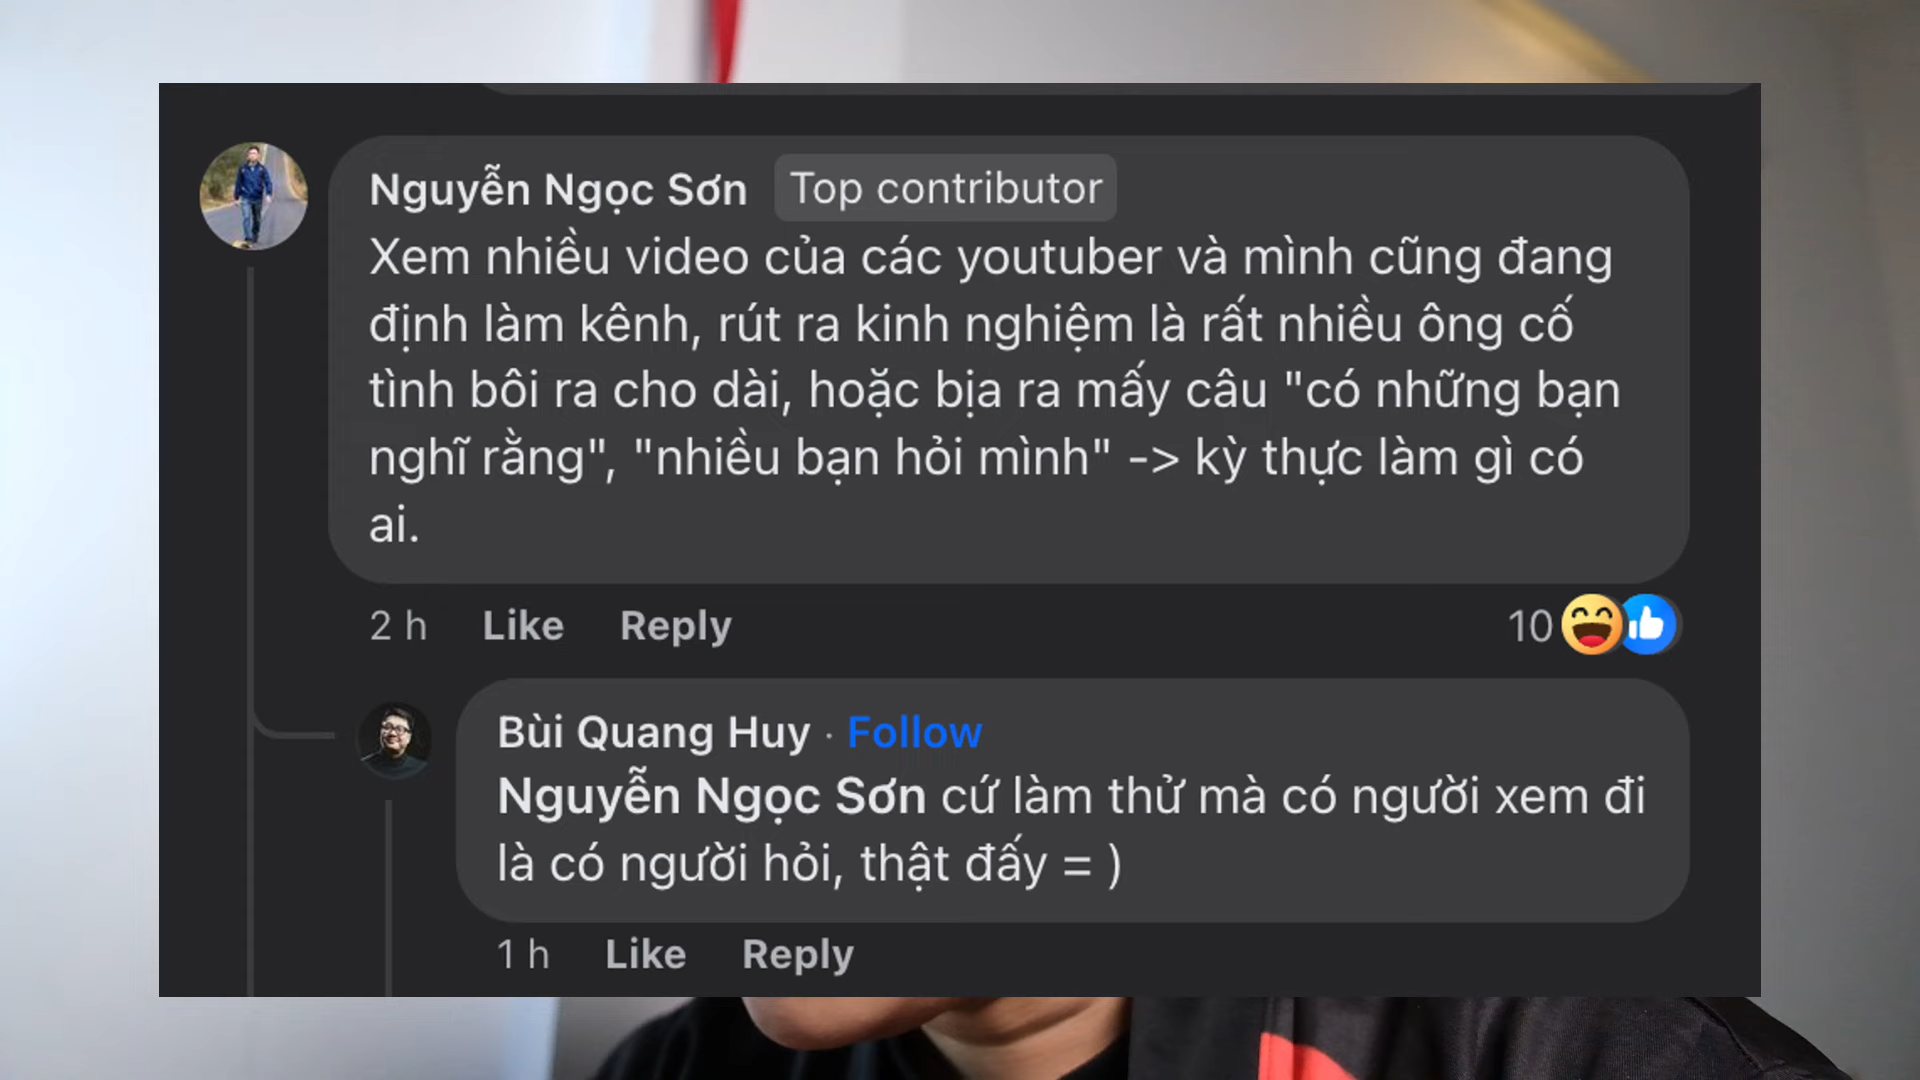 Nguyễn Ngọc Sơn Top contributor
Xem nhiều video của các youtuber và mình cũng đang
định làm kênh, rút ra kinh nghiệm là rất nhiều ông cố
tình bôi ra cho dài, hoặc bịa ra mấy câu "có những bạn
nghĩ rằng", "nhiều bạn hỏi mình" -> kỳ thực làm gì có
ai.
2 h Like Reply 10
Bùi Quang Huy · Follow
Nguyễn Ngọc Sơn cứ làm thử mà có người xem đi
là có người hỏi, thật đấy = )
1 h Like Reply